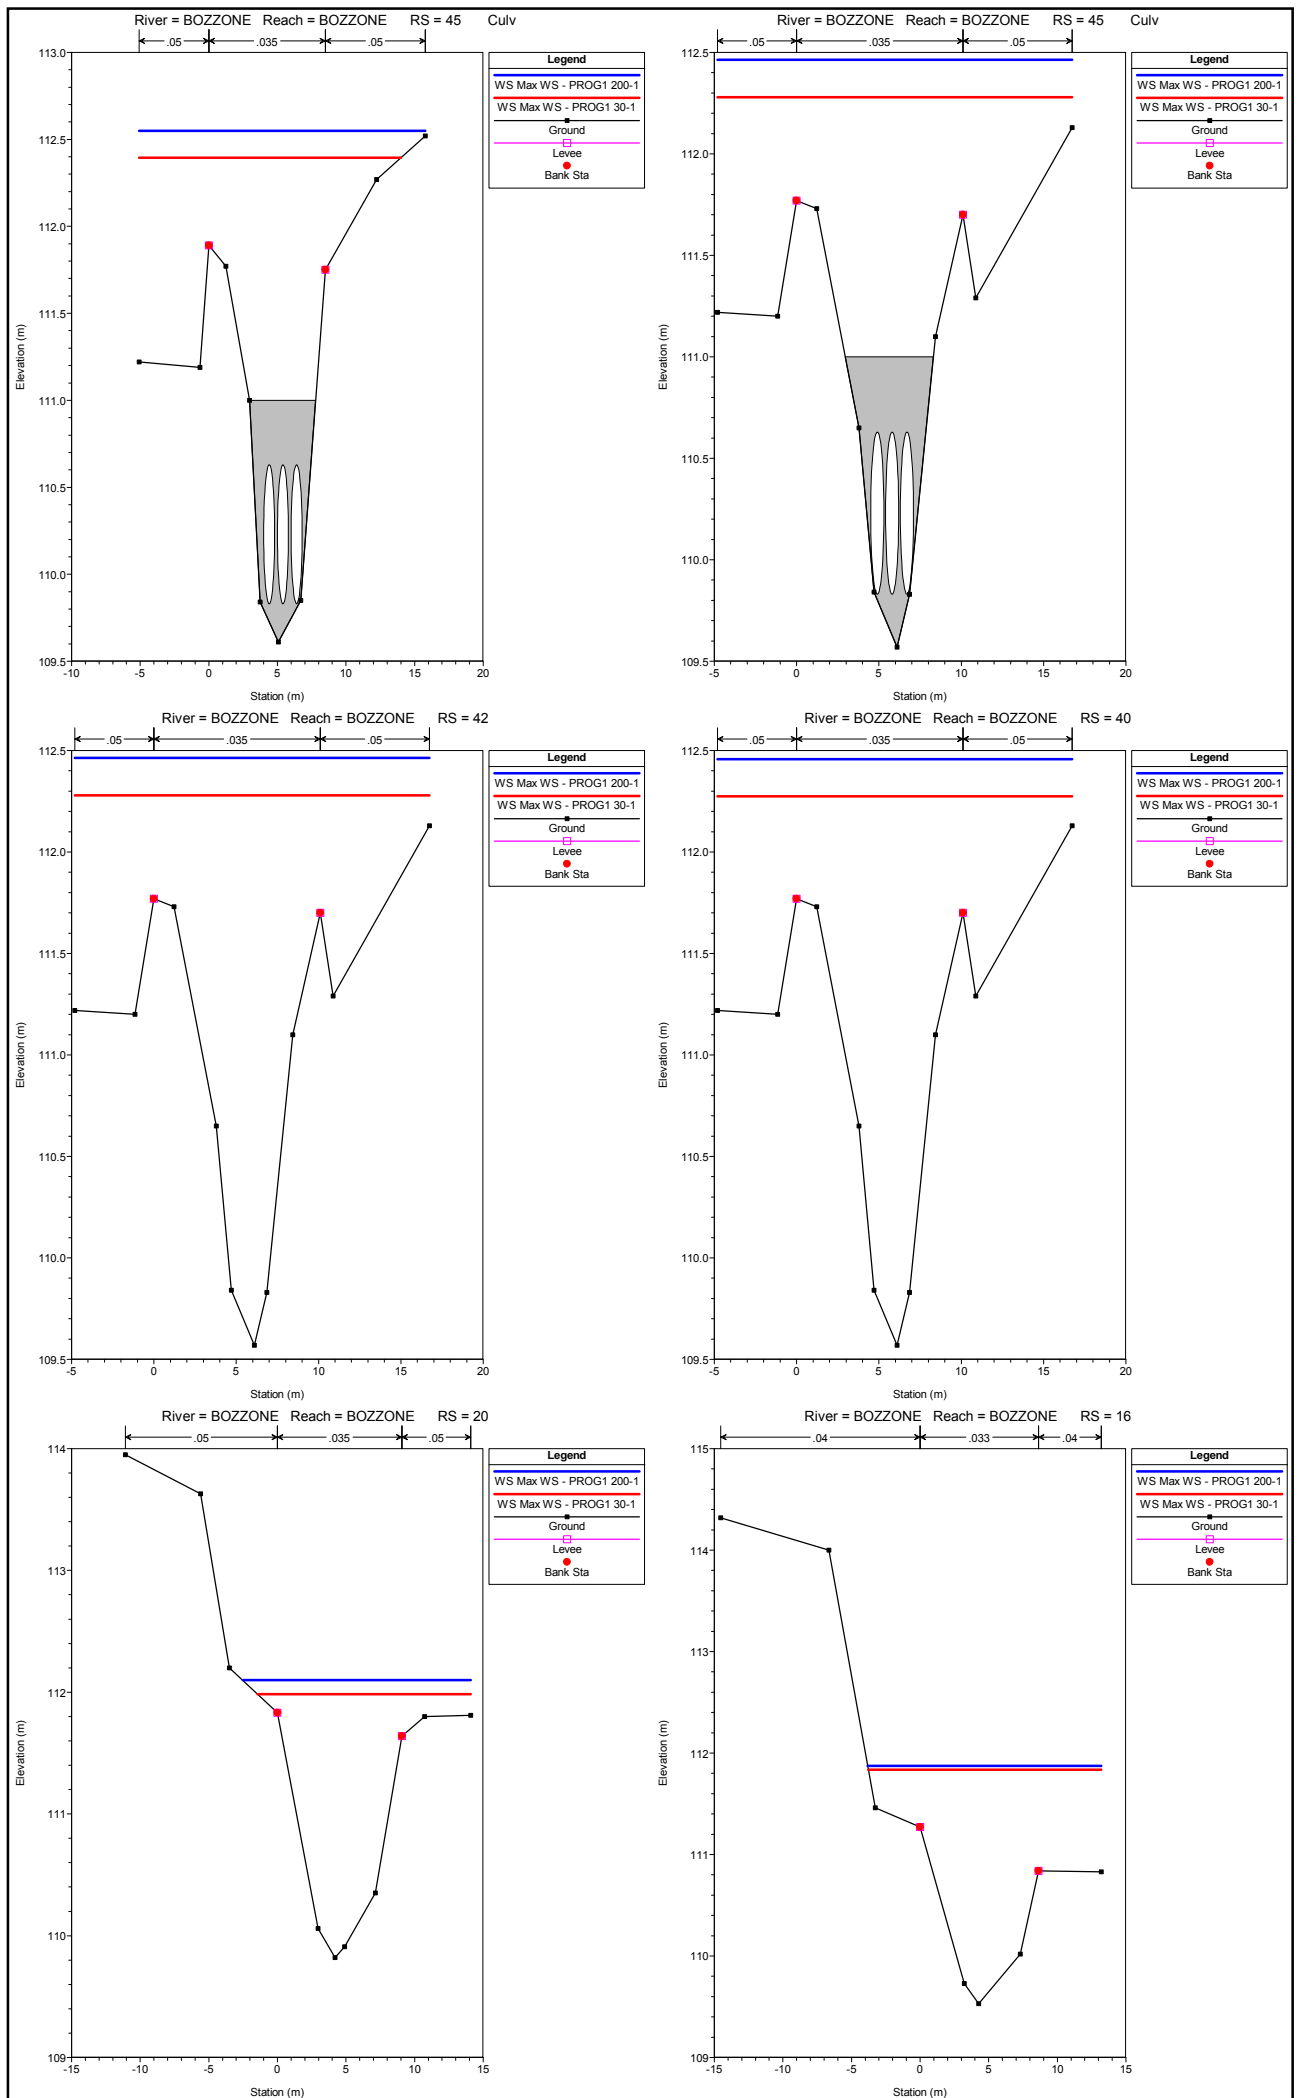 River = BOZZONE Reach = BOZZONE RS = 45 Culv
.05 .035 .05
113.0
112.5
112.0
111.5
111.0
110.5
110.0
109.5
Elevation (m)
-10 -5 0 5 10 15 20
Station (m)
Legend
WS Max WS - PROG1 200-1
WS Max WS - PROG1 30-1
Ground
Levee
Bank Sta
River = BOZZONE Reach = BOZZONE RS = 45 Culv
.05 .035 .05
112.5
112.0
111.5
111.0
110.5
110.0
109.5
Elevation (m)
-5 0 5 10 15 20
Station (m)
Legend
WS Max WS - PROG1 200-1
WS Max WS - PROG1 30-1
Ground
Levee
Bank Sta
River = BOZZONE Reach = BOZZONE RS = 42
.05 .035 .05
112.5
112.0
111.5
111.0
110.5
110.0
109.5
Elevation (m)
-5 0 5 10 15 20
Station (m)
Legend
WS Max WS - PROG1 200-1
WS Max WS - PROG1 30-1
Ground
Levee
Bank Sta
River = BOZZONE Reach = BOZZONE RS = 40
.05 .035 .05
112.5
112.0
111.5
111.0
110.5
110.0
109.5
Elevation (m)
-5 0 5 10 15 20
Station (m)
Legend
WS Max WS - PROG1 200-1
WS Max WS - PROG1 30-1
Ground
Levee
Bank Sta
River = BOZZONE Reach = BOZZONE RS = 20
.05 .035 .05
114
113
112
111
110
109
Elevation (m)
-15 -10 -5 0 5 10 15
Station (m)
Legend
WS Max WS - PROG1 200-1
WS Max WS - PROG1 30-1
Ground
Levee
Bank Sta
River = BOZZONE Reach = BOZZONE RS = 16
.04 .033 .04
115
114
113
112
111
110
109
Elevation (m)
-15 -10 -5 0 5 10 15
Station (m)
Legend
WS Max WS - PROG1 200-1
WS Max WS - PROG1 30-1
Ground
Levee
Bank Sta